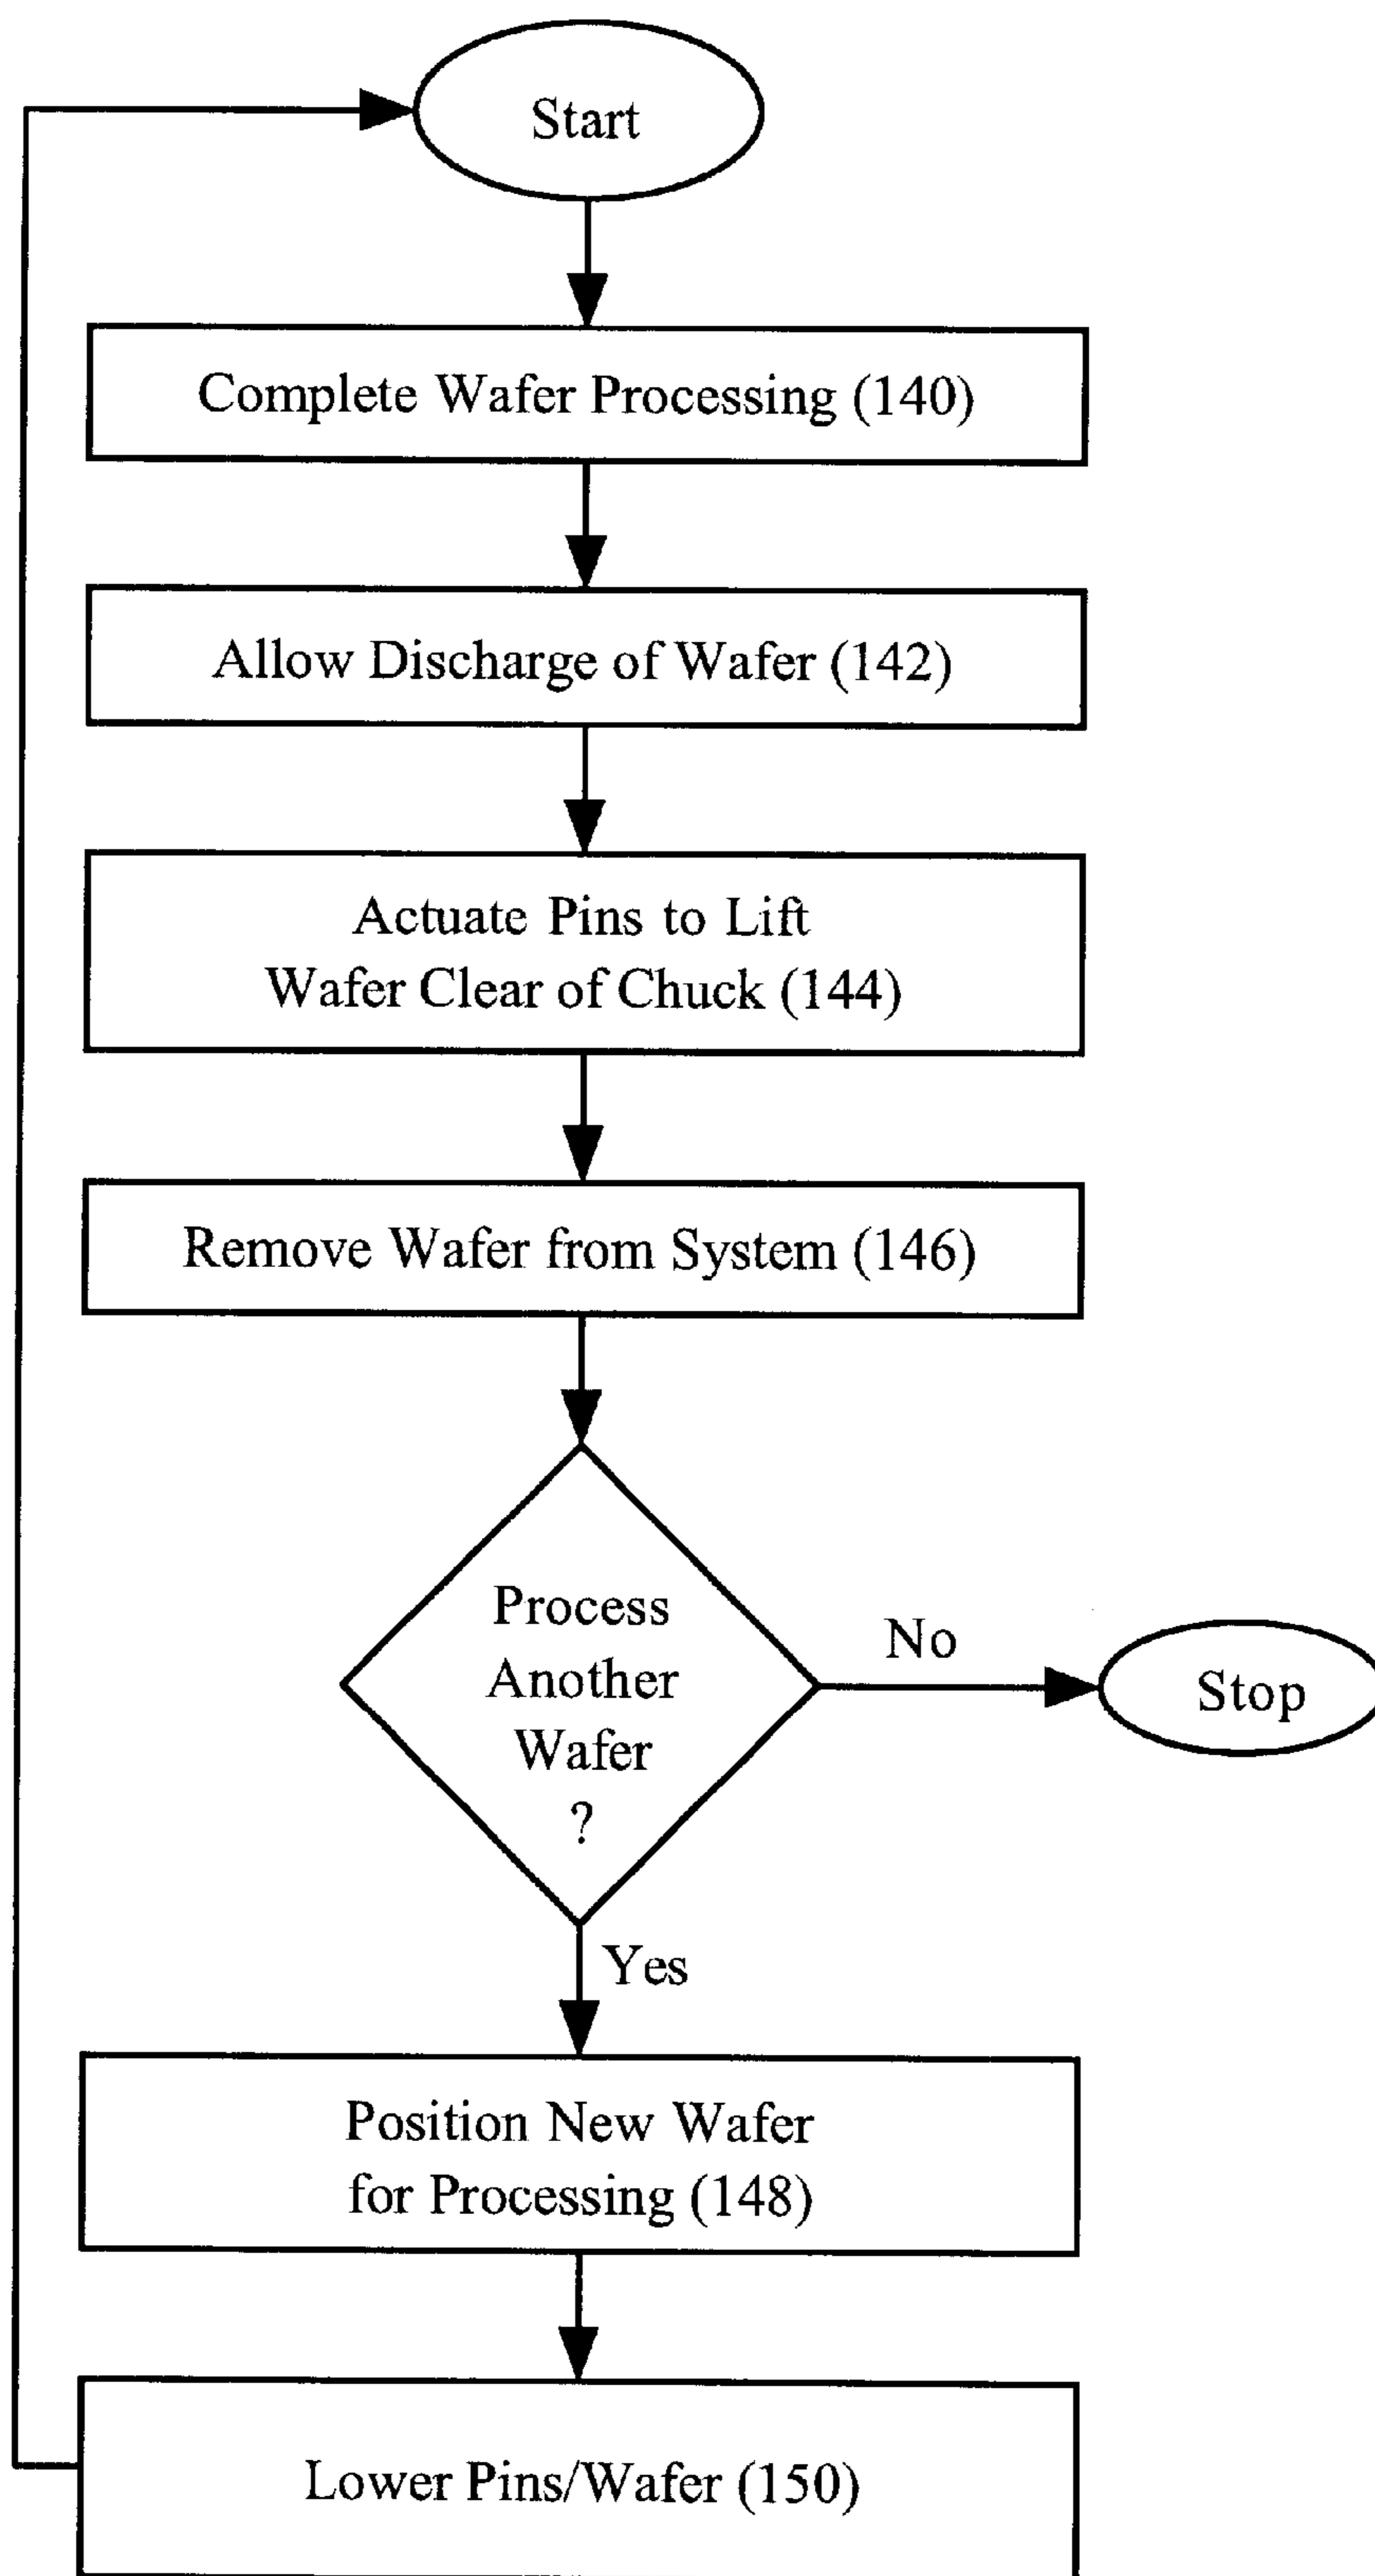 Start
Complete Wafer Processing (140)
Allow Discharge of Wafer (142)
Actuate Pins to Lift
Wafer Clear of Chuck (144)
Remove Wafer from System (146)
Process
Another
Wafer
?
No
Stop
Yes
Position New Wafer
for Processing (148)
Lower Pins/Wafer (150)